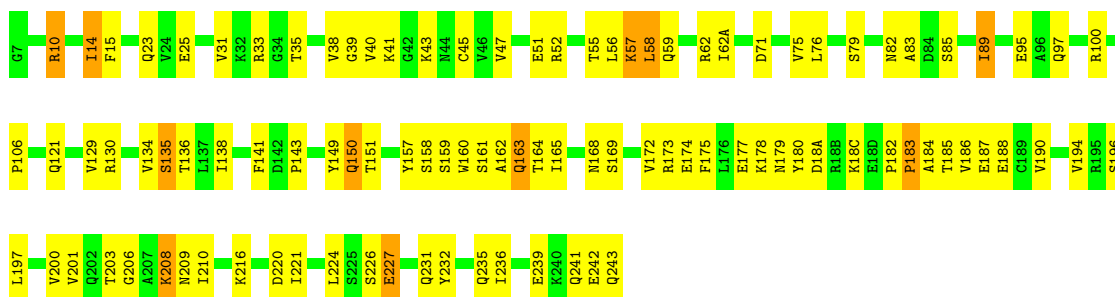 G7 R10 I14 F15 Q23 V24 E25 V31 K32 R33 G34 T35 V38 G39 V40 K41 G42 K43 N44 C45 V46 V47 E51 R52 T55 L56 K57 L58 Q59 R62 I62A D71 V75 L76 S79 N82 A83 D84 S85 I89 E95 A96 Q97 R100
P106 Q121 V129 R130 V134 S135 T136 L137 I138 F141 D142 P143 Y149 Q150 T151 Y157 S158 S159 W160 S161 A162 Q163 T164 I165 N168 S169 V172 R173 E174 F175 L176 E177 K178 N179 Y180 D18A R18B K18C E18D P182 P183 A184 T185 V186 E187 E188 C189 V190 V194 R195 S196
L197 V200 V201 Q202 T203 G206 A207 K208 N209 I210 K216 D220 I221 L224 S225 S226 E227 Q231 Y232 Q235 I236 E239 K240 Q241 E242 Q243